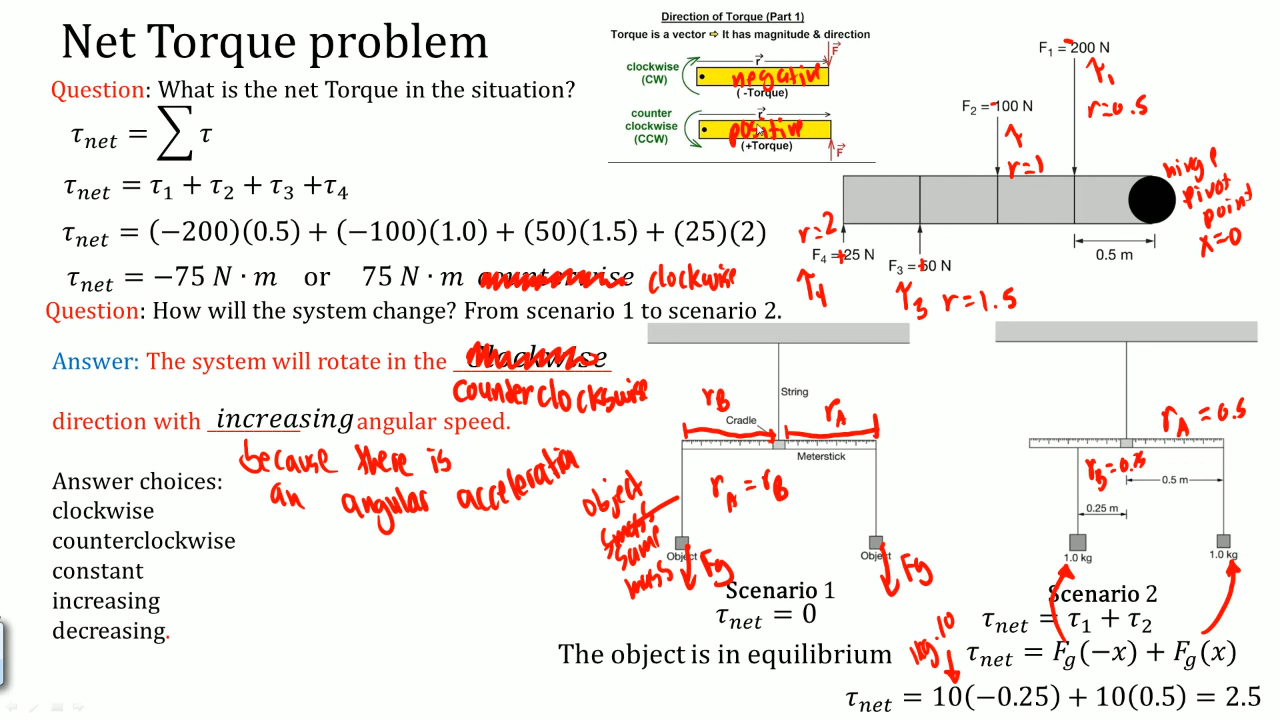 Net Torque problem
Question: What is the net Torque in the situation?
τnet = ∑ τ
τnet = τ1 + τ2 + τ3 +τ4
τnet = (−200)(0.5) + (−100)(1.0) + (50)(1.5) + (25)(2)
τnet = −75 N · m or 75 N · m clockwise
Direction of Torque (Part 1)
Torque is a vector ⇨ It has magnitude & direction
clockwise
(CW)
r
F
negative
( -Torque)
counter
clockwise
(CCW)
r
positive
(+Torque)
F
F1 = -200 N
τ1
r=0.5
F2 = -100 N
τ
r=1
hinge
pivot
point
x=0
0.5 m
r=2
F4 = +25 N
τ4
F3 = +50 N
τ3 r=1.5
Question: How will the system change? From scenario 1 to scenario 2.
Answer: The system will rotate in the
counterclockwise
direction with increasing angular speed.
because there is
an angular acceleration
Answer choices:
clockwise
counterclockwise
constant
increasing
decreasing.
String
rB
rA
Cradle
Meterstick
rA = rB
object
same
mass
Object
Object
Fg
Fg
Scenario 1
τnet = 0
The object is in equilibrium
rA = 0.5
rB=0.25
0.5 m
0.25 m
1.0 kg
1.0 kg
Scenario 2
τnet = τ1 + τ2
τnet = Fg(−x) + Fg(x)
1kg·10
τnet = 10(−0.25) + 10(0.5) = 2.5